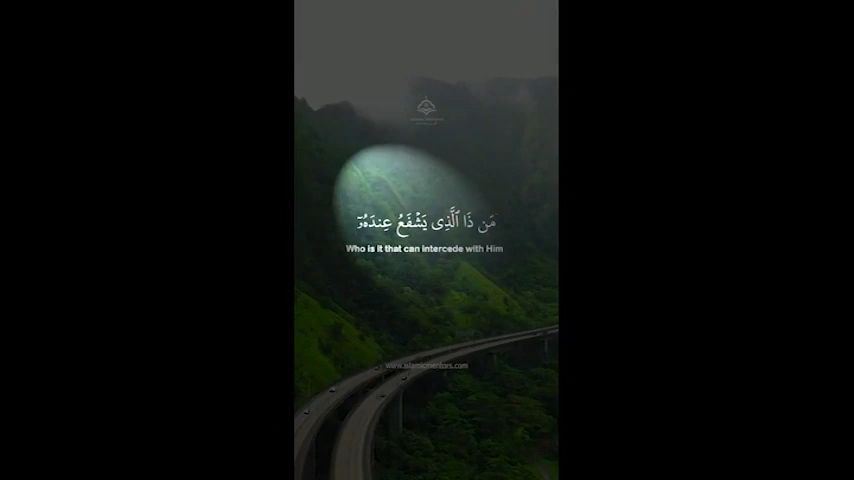 مَن ذَا ٱلَّذِى يَشْفَعُ عِندَهُۥٓ
Who is it that can intercede with Him
www.islamicmentors.com